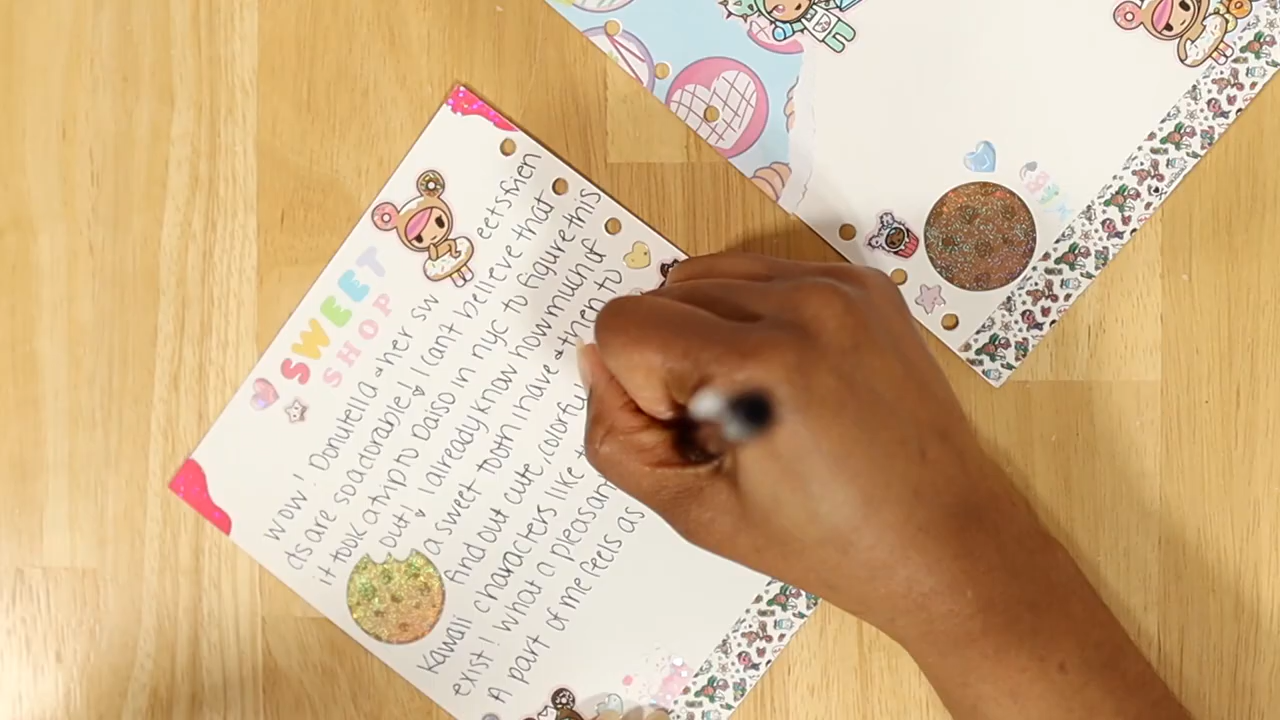 SWEET
SHOP
WOW! Donutella & her sw eetsfrien
ds are so adorable! I can't believe that
it took a trip to Daiso in nyc to figure this
out! I already know how much of
a sweet tooth I have & then to
find out cute, colorful
Kawaii characters like
exist! What a pleasan
A part of me feels as